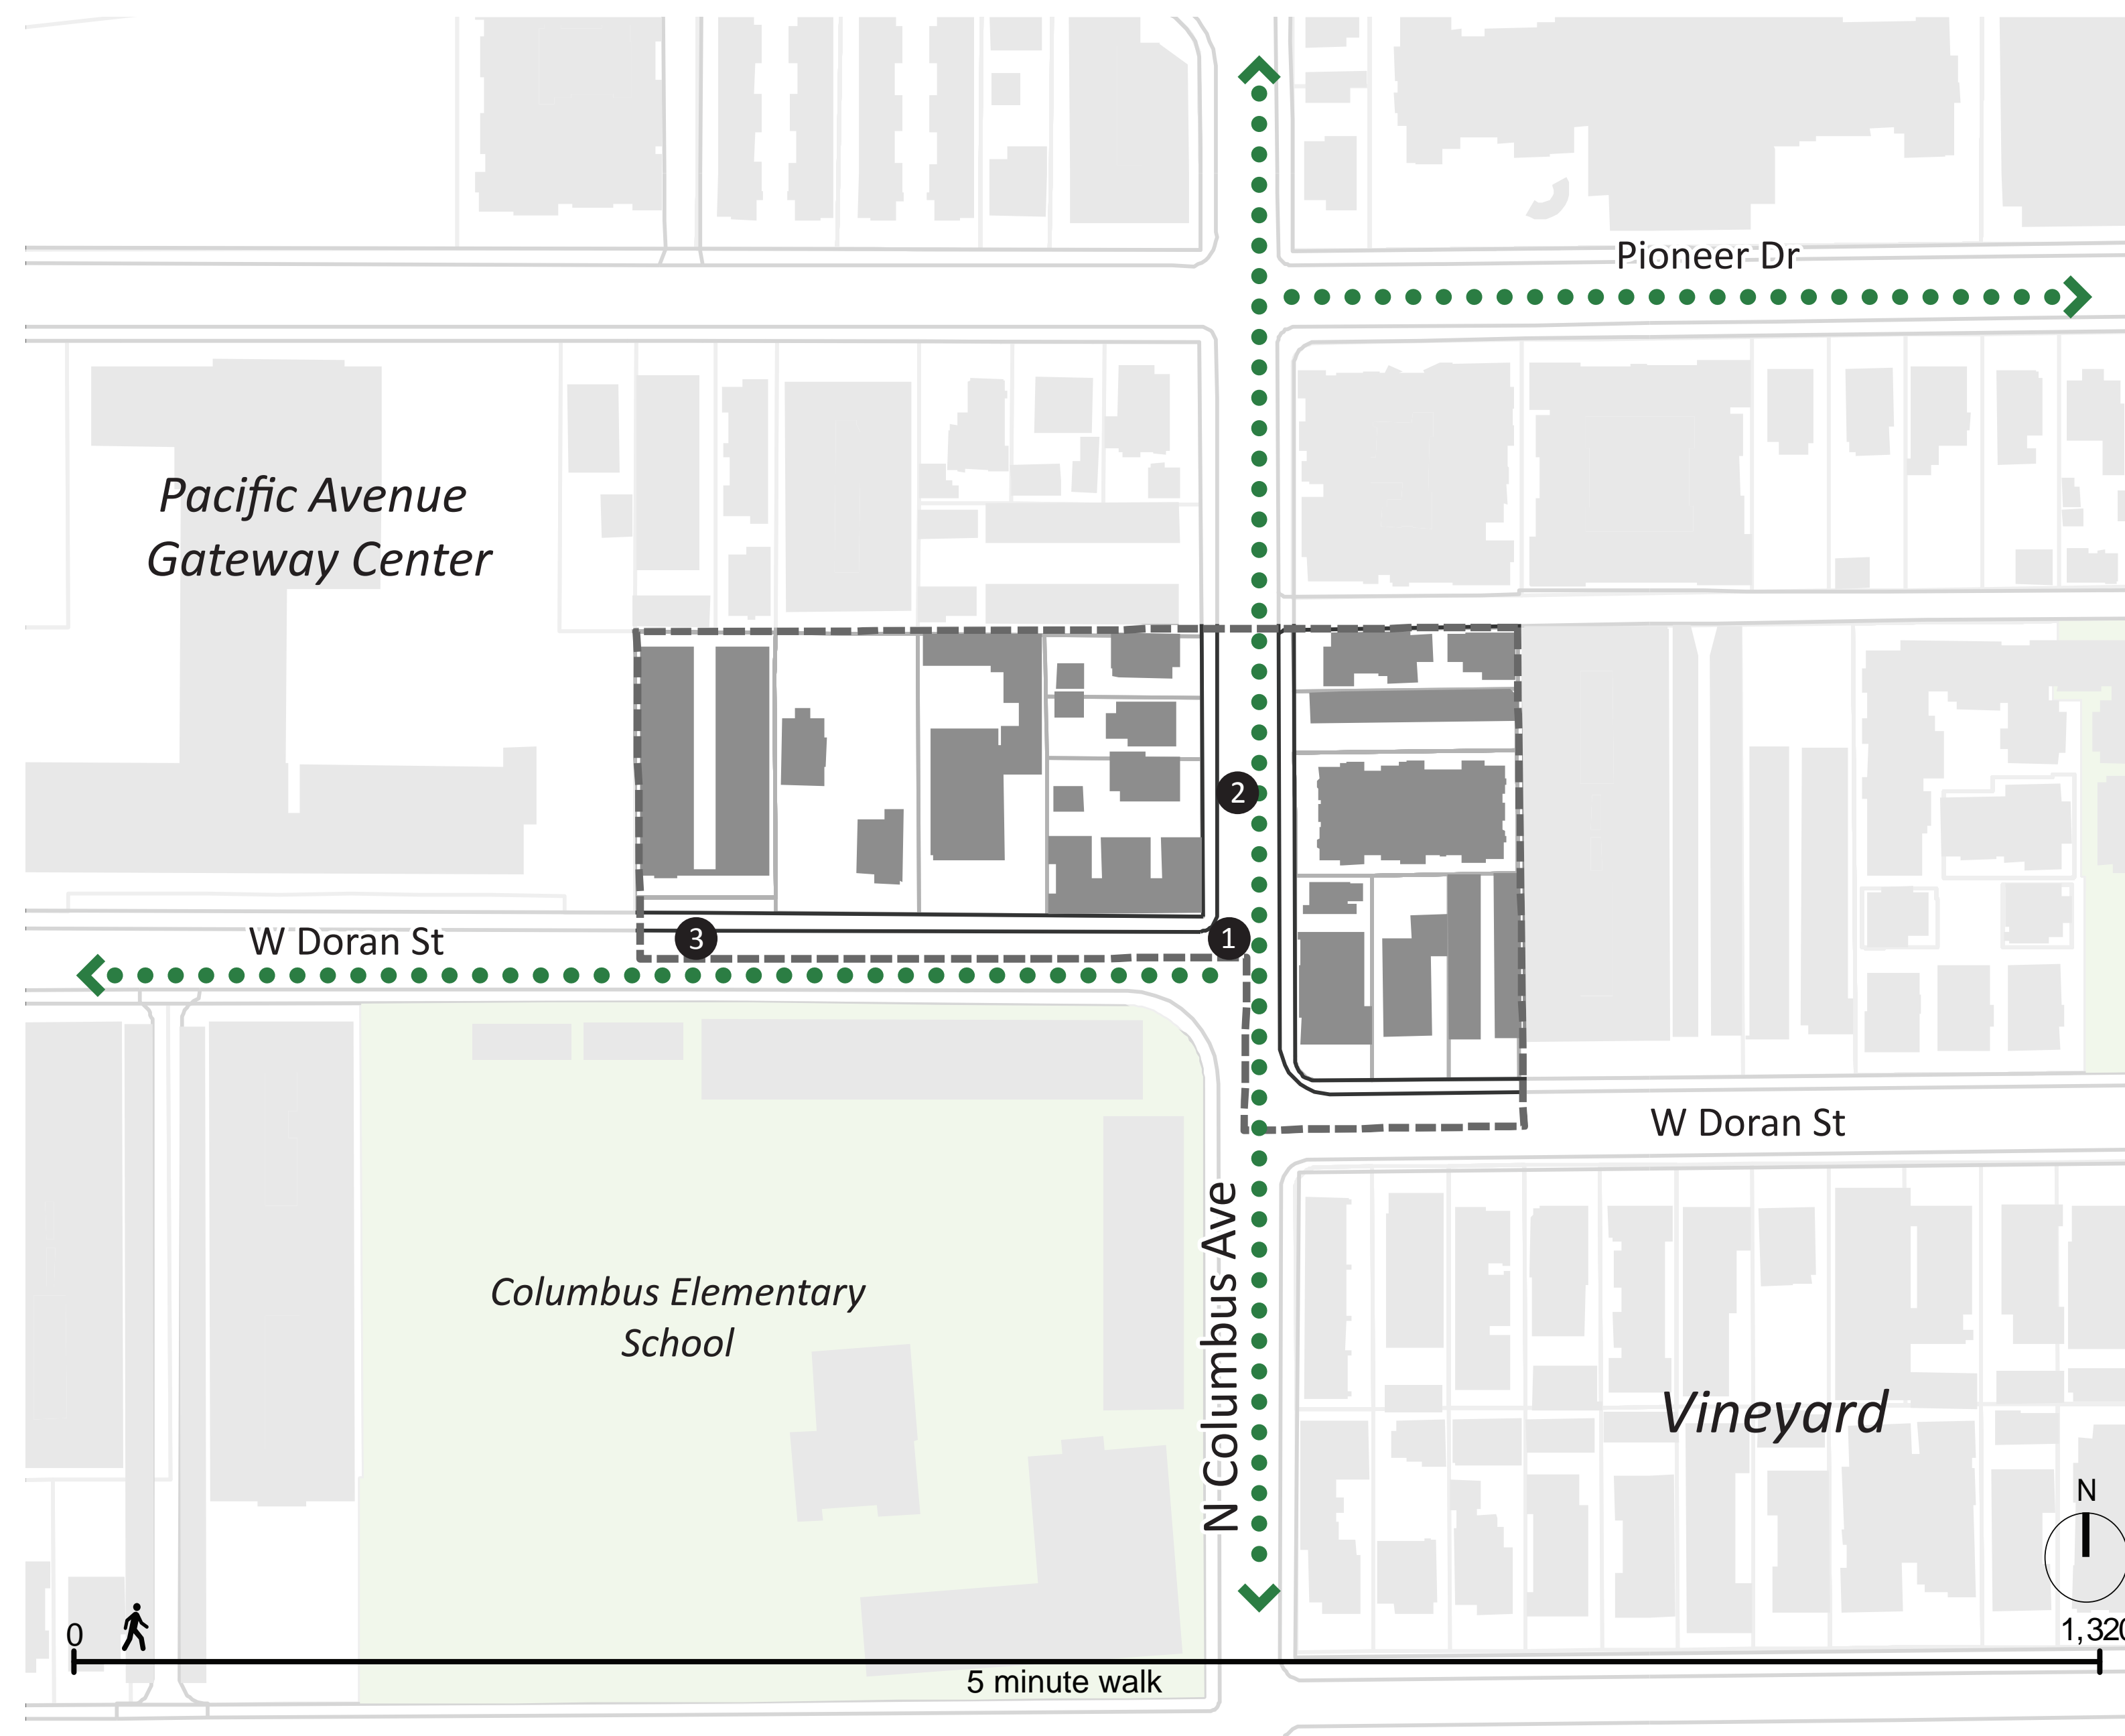 Pioneer Dr
Pacific Avenue
Gateway Center
2
W Doran St
3
1
W Doran St
N Columbus Ave
Columbus Elementary
School
Vineyard
N
0
1,320
5 minute walk